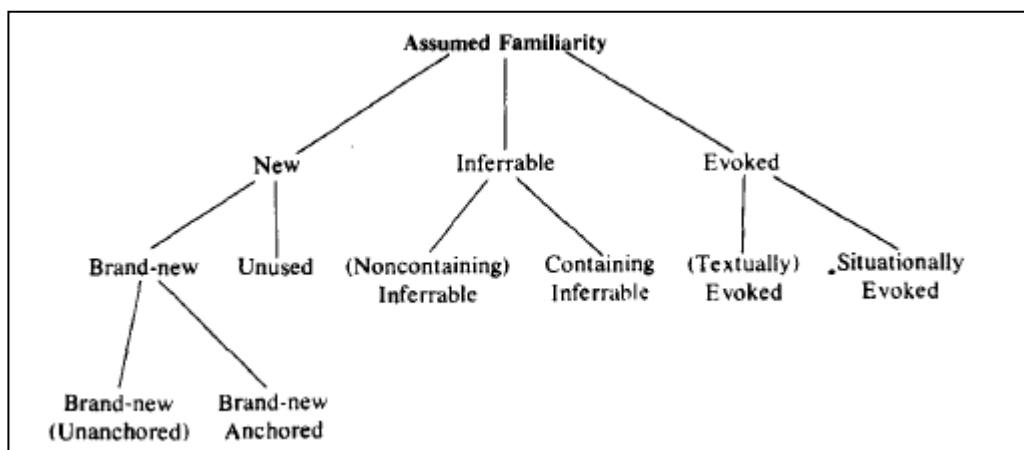 Assumed Familiarity
New Inferrable Evoked
Brand-new Unused (Noncontaining) Containing (Textually) Situationally
Inferrable Inferrable Evoked Evoked
Brand-new Brand-new
(Unanchored) Anchored